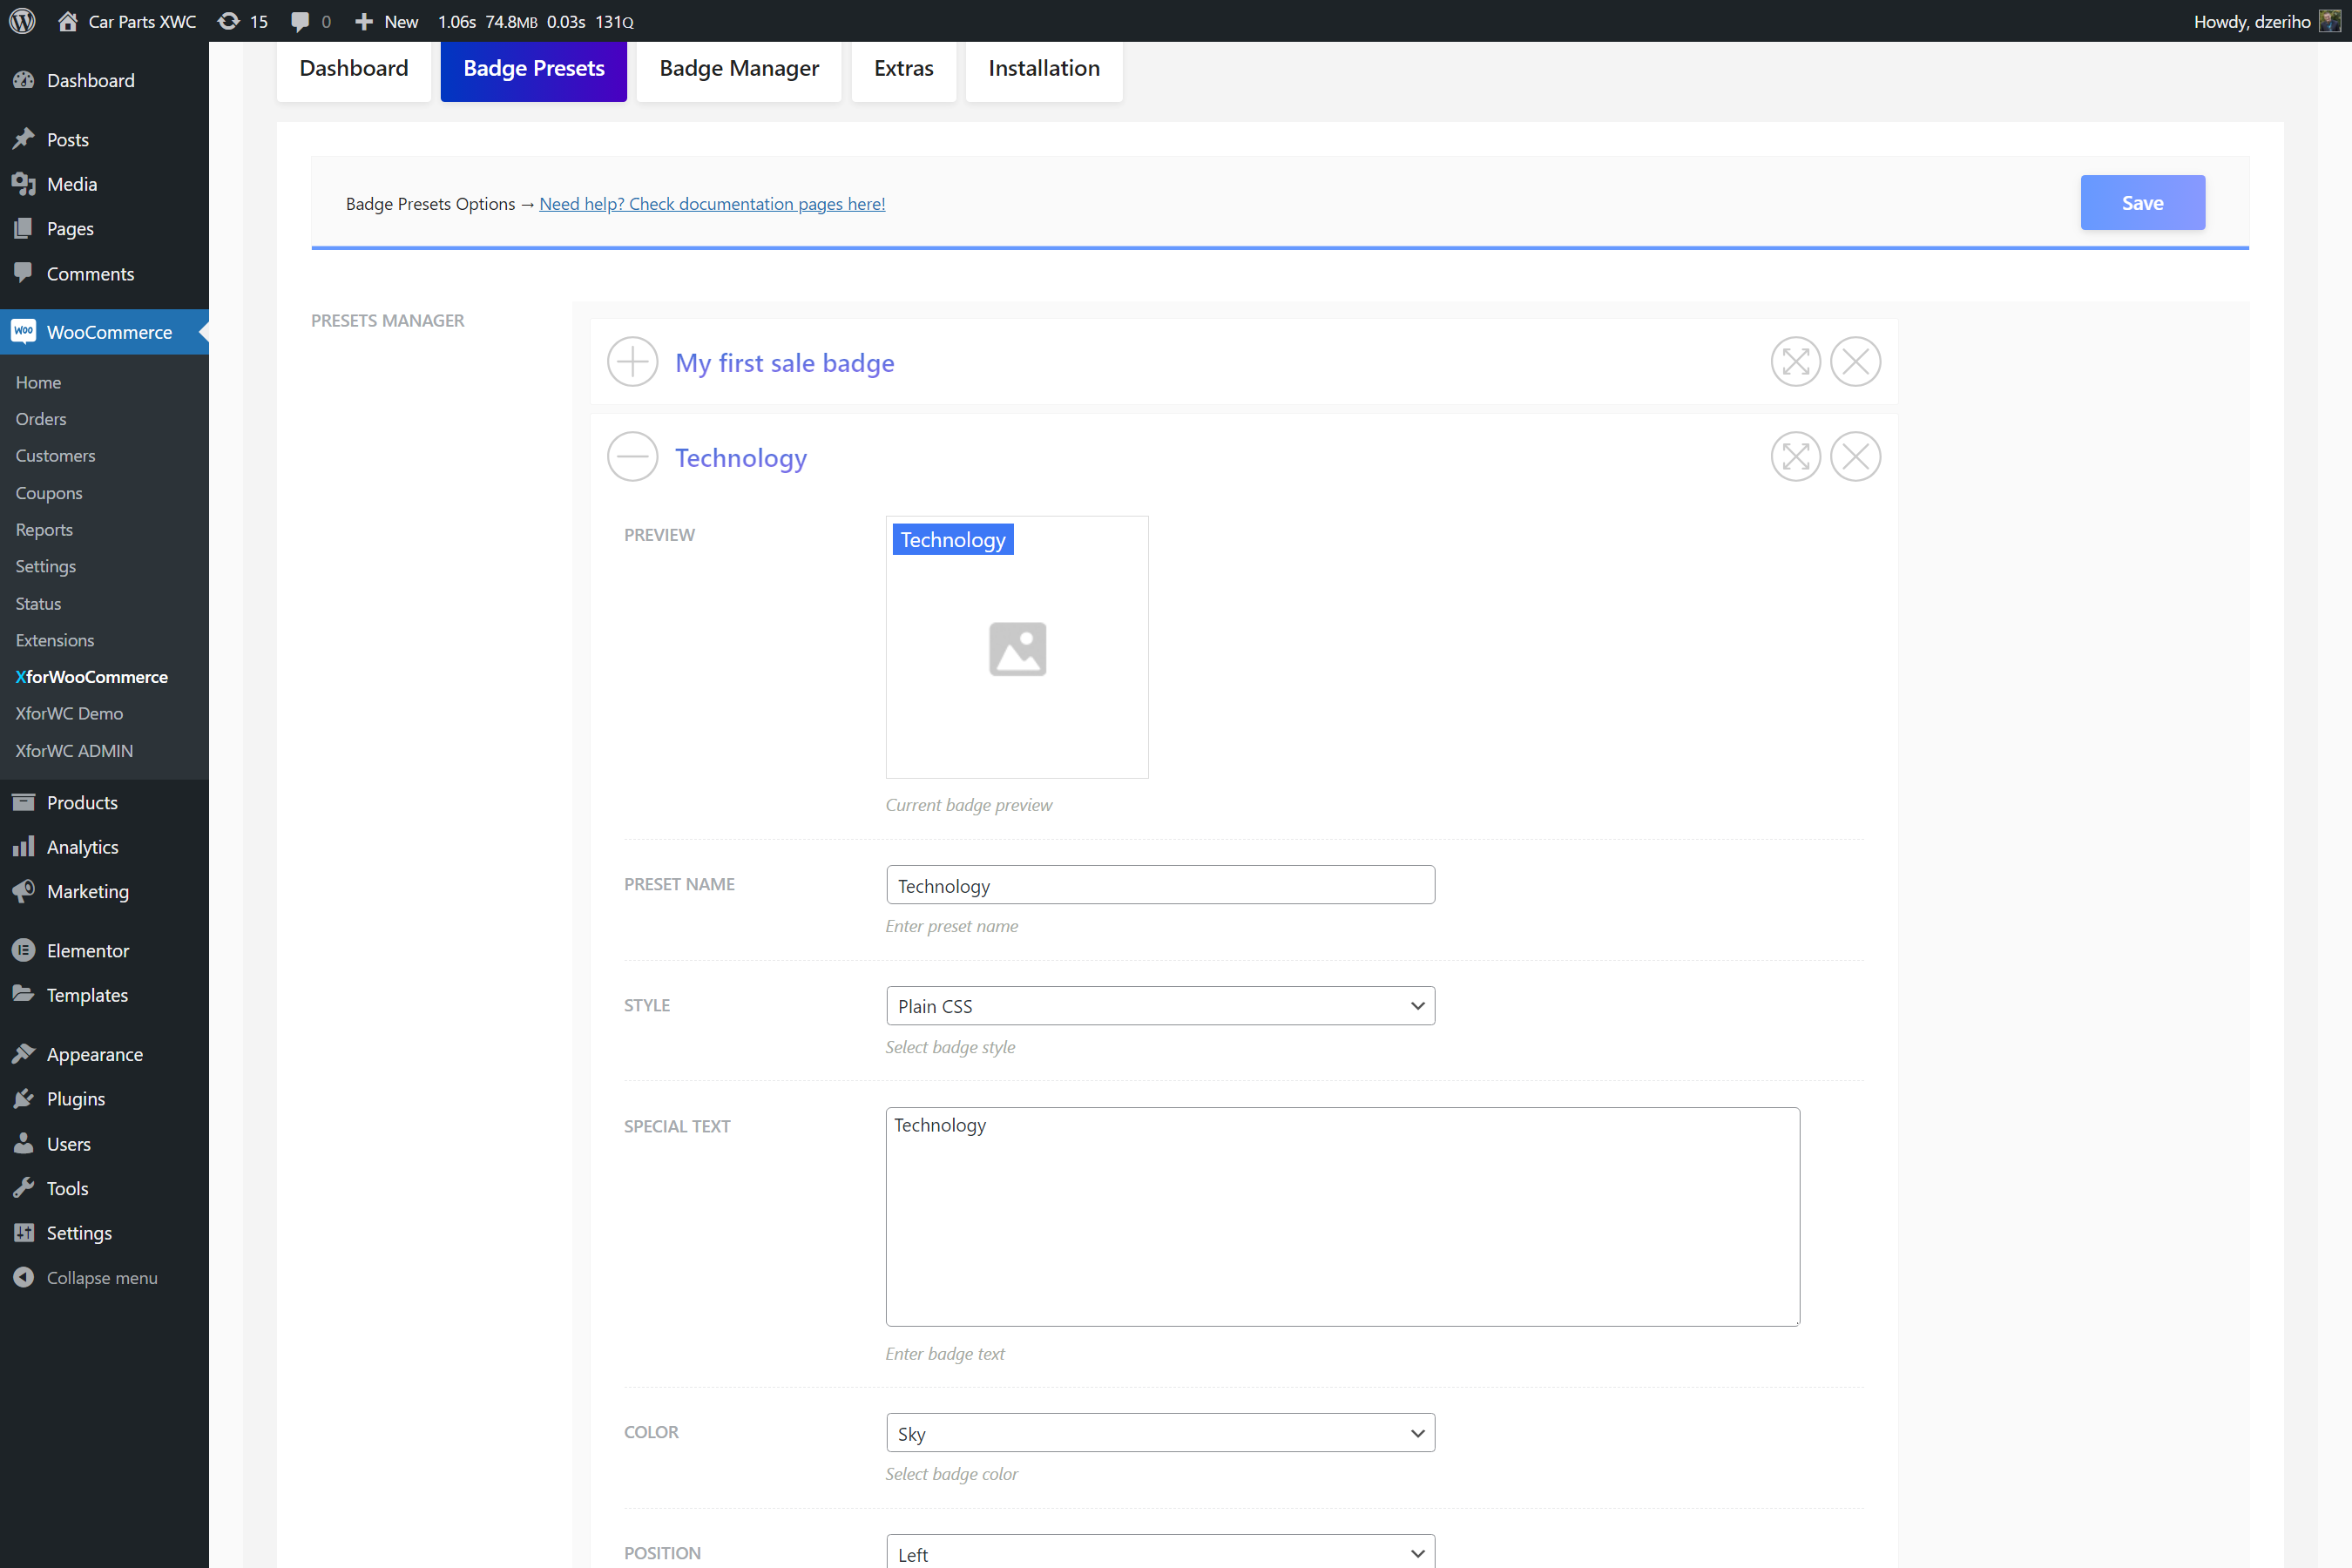 Car Parts XWC 15 0 New 1.06s 74.8MB 0.03s 131Q Howdy, dzeriho
Dashboard
Posts
Media
Pages
Comments
WOO WooCommerce
Home
Orders
Customers
Coupons
Reports
Settings
Status
Extensions
XforWooCommerce
XforWC Demo
XforWC ADMIN
Products
Analytics
Marketing
Elementor
Templates
Appearance
Plugins
Users
Tools
Settings
Collapse menu
Dashboard Badge Presets Badge Manager Extras Installation
Badge Presets Options → Need help? Check documentation pages here! Save
PRESETS MANAGER
My first sale badge
Technology
PREVIEW
Technology
Current badge preview
PRESET NAME
Technology
Enter preset name
STYLE
Plain CSS
Select badge style
SPECIAL TEXT
Technology
Enter badge text
COLOR
Sky
Select badge color
POSITION
Left